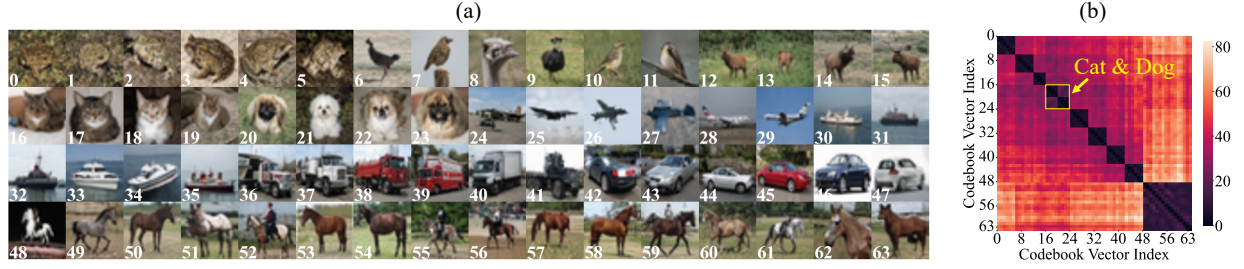 (a)
0 1 2 3 4 5 6 7 8 9 10 11 12 13 14 15
16 17 18 19 20 21 22 23 24 25 26 27 28 29 30 31
32 33 34 35 36 37 38 39 40 41 42 43 44 45 46 47
48 49 50 51 52 53 54 55 56 57 58 59 60 61 62 63
(b)
Codebook Vector Index
0
8
16
24
32
40
48
56
63
Cat & Dog
0 8 16 24 32 40 48 56 63
Codebook Vector Index
80
60
40
20
0